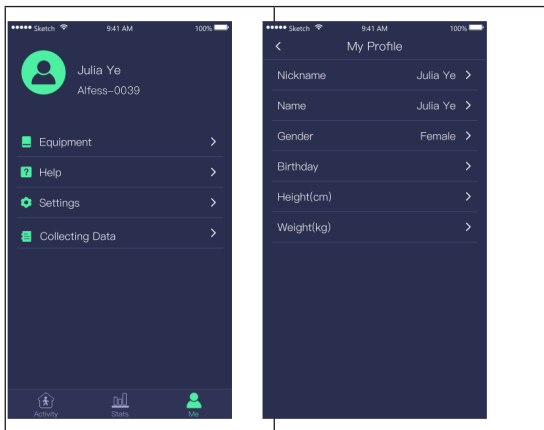 Sketch 9:41 AM 100%
Julia Ye
Alfess-0039
Equipment
? Help
Settings
Collecting Data
Activity Stats Me
Sketch 9:41 AM 100%
< My Profile
Nickname Julia Ye >
Name Julia Ye >
Gender Female >
Birthday >
Height(cm) >
Weight(kg) >